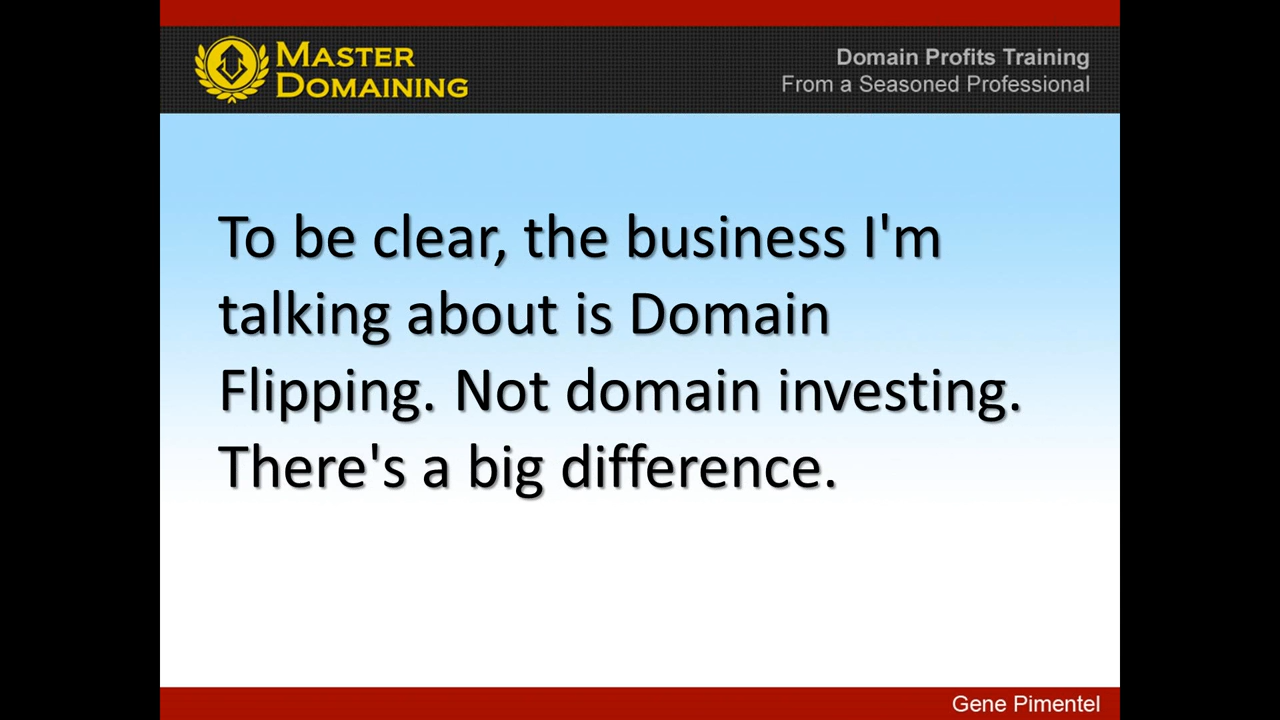 MASTER
DOMAINING
Domain Profits Training
From a Seasoned Professional
To be clear, the business I'm
talking about is Domain
Flipping. Not domain investing.
There's a big difference.
Gene Pimentel